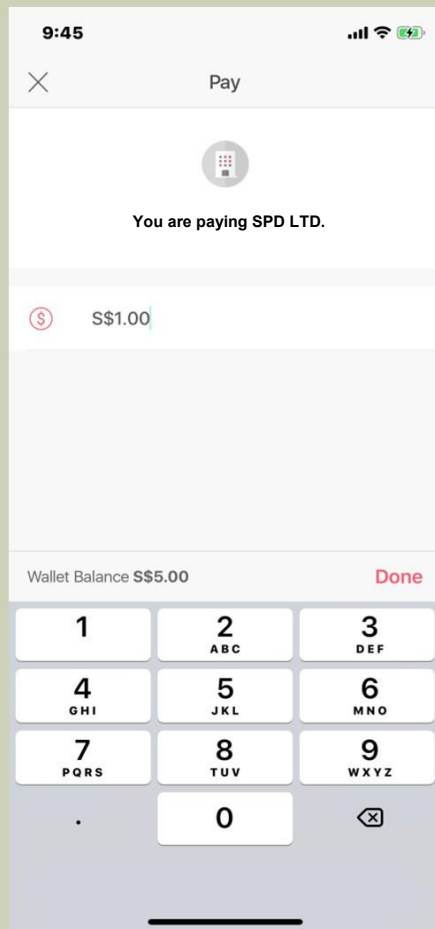 9:45
Pay
You are paying SPD LTD.
$ S$1.00
Wallet Balance S$5.00 Done
1 2 3
ABC DEF
4 5 6
GHI JKL MNO
7 8 9
PQRS TUV WXYZ
. 0